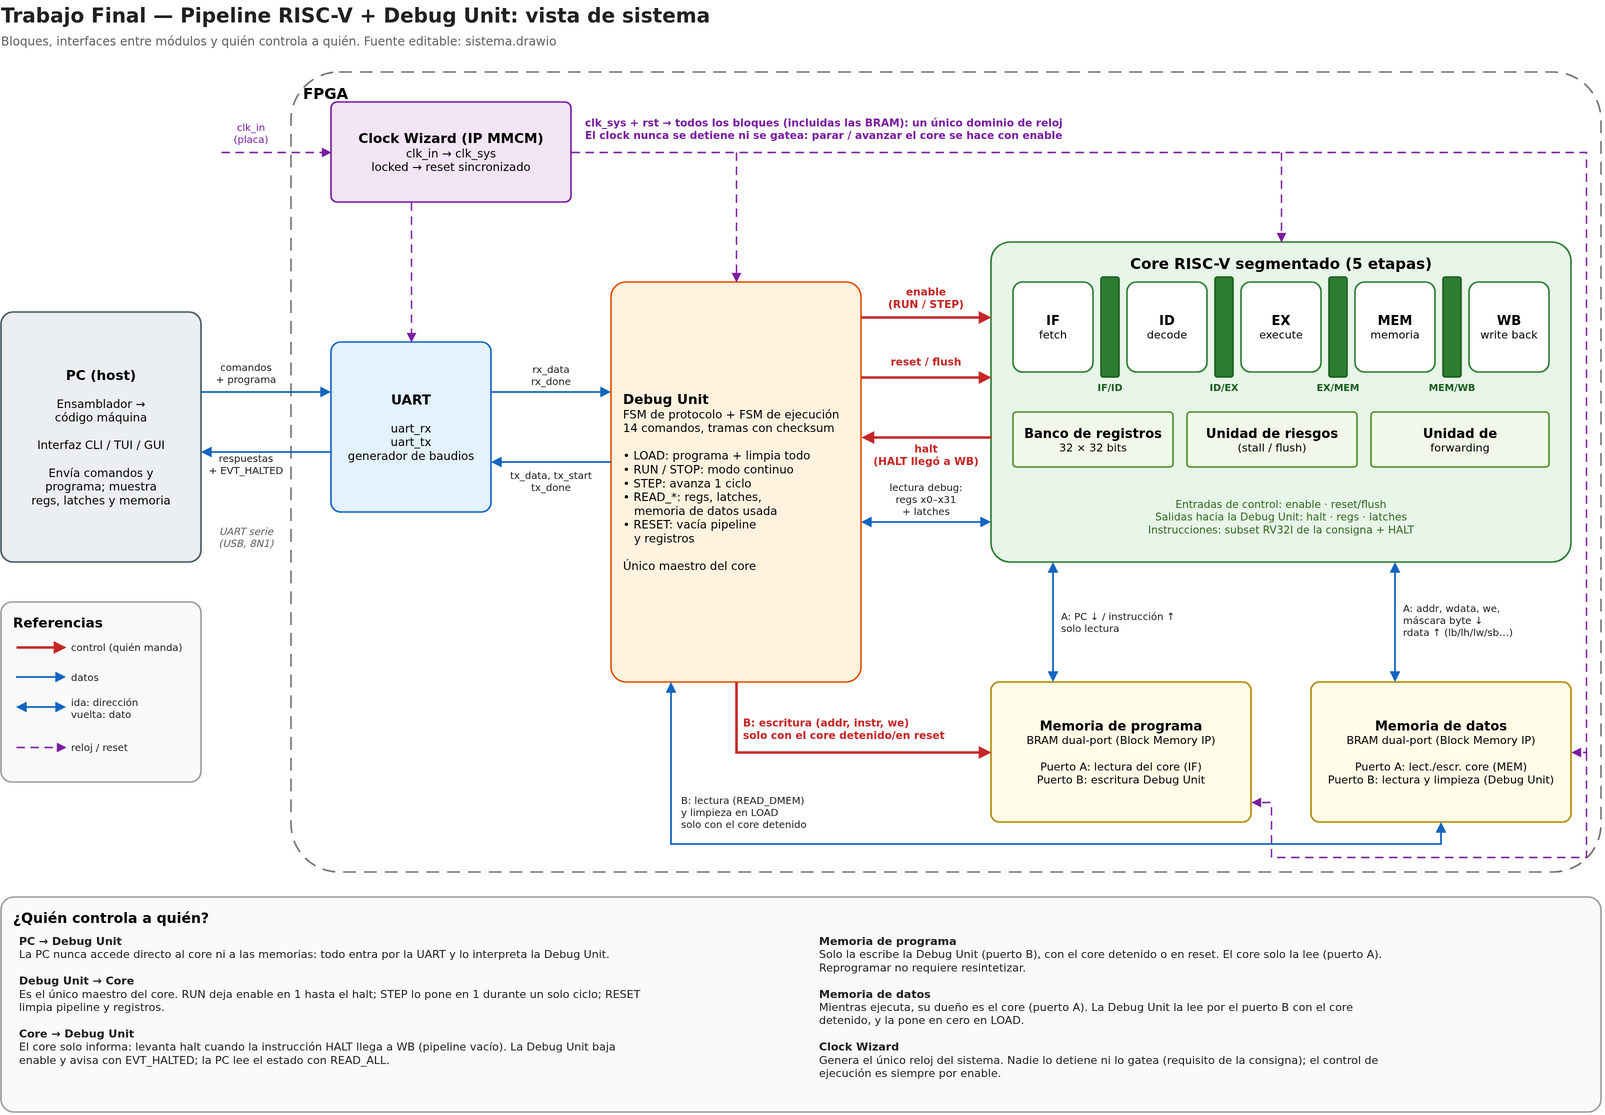 Trabajo Final — Pipeline RISC-V + Debug Unit: vista de sistema
Bloques, interfaces entre módulos y quién controla a quién. Fuente editable: sistema.drawio
FPGA
clk_in
(placa)
Clock Wizard (IP MMCM)
clk_in → clk_sys
locked → reset sincronizado
clk_sys + rst → todos los bloques (incluidas las BRAM): un único dominio de reloj
El clock nunca se detiene ni se gatea: parar / avanzar el core se hace con enable
PC (host)
Ensamblador →
código máquina
Interfaz CLI / TUI / GUI
Envía comandos y
programa; muestra
regs, latches y memoria
comandos
+ programa
respuestas
+ EVT_HALTED
UART serie
(USB, 8N1)
UART
uart_rx
uart_tx
generador de baudios
rx_data
rx_done
tx_data, tx_start
tx_done
Debug Unit
FSM de protocolo + FSM de ejecución
14 comandos, tramas con checksum
• LOAD: programa + limpia todo
• RUN / STOP: modo continuo
• STEP: avanza 1 ciclo
• READ_*: regs, latches,
memoria de datos usada
• RESET: vacía pipeline
y registros
Único maestro del core
enable
(RUN / STEP)
reset / flush
halt
(HALT llegó a WB)
lectura debug:
regs x0–x31
+ latches
Core RISC-V segmentado (5 etapas)
IF
fetch
ID
decode
EX
execute
MEM
memoria
WB
write back
IF/ID
ID/EX
EX/MEM
MEM/WB
Banco de registros
32 × 32 bits
Unidad de riesgos
(stall / flush)
Unidad de
forwarding
Entradas de control: enable · reset/flush
Salidas hacia la Debug Unit: halt · regs · latches
Instrucciones: subset RV32I de la consigna + HALT
A: PC ↓ / instrucción ↑
solo lectura
A: addr, wdata, we,
máscara byte ↓
rdata ↑ (lb/lh/lw/sb...)
Referencias
control (quién manda)
datos
ida: dirección
vuelta: dato
reloj / reset
B: escritura (addr, instr, we)
solo con el core detenido/en reset
B: lectura (READ_DMEM)
y limpieza en LOAD
solo con el core detenido
Memoria de programa
BRAM dual-port (Block Memory IP)
Puerto A: lectura del core (IF)
Puerto B: escritura Debug Unit
Memoria de datos
BRAM dual-port (Block Memory IP)
Puerto A: lect./escr. core (MEM)
Puerto B: lectura y limpieza (Debug Unit)
¿Quién controla a quién?
PC → Debug Unit
La PC nunca accede directo al core ni a las memorias: todo entra por la UART y lo interpreta la Debug Unit.
Debug Unit → Core
Es el único maestro del core. RUN deja enable en 1 hasta el halt; STEP lo pone en 1 durante un solo ciclo; RESET
limpia pipeline y registros.
Core → Debug Unit
El core solo informa: levanta halt cuando la instrucción HALT llega a WB (pipeline vacío). La Debug Unit baja
enable y avisa con EVT_HALTED; la PC lee el estado con READ_ALL.
Memoria de programa
Solo la escribe la Debug Unit (puerto B), con el core detenido o en reset. El core solo la lee (puerto A).
Reprogramar no requiere resintetizar.
Memoria de datos
Mientras ejecuta, su dueño es el core (puerto A). La Debug Unit la lee por el puerto B con el core
detenido, y la pone en cero en LOAD.
Clock Wizard
Genera el único reloj del sistema. Nadie lo detiene ni lo gatea (requisito de la consigna); el control de
ejecución es siempre por enable.